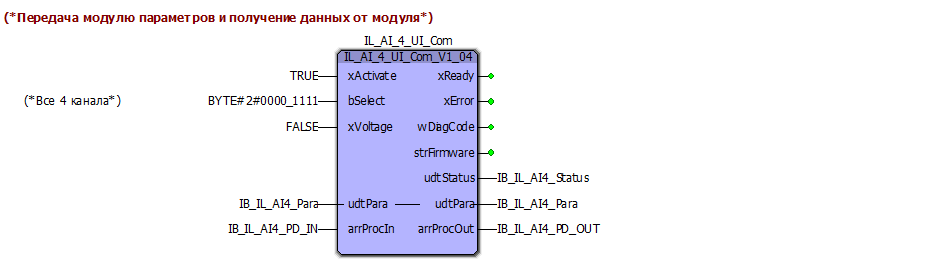 (*Передача модулю параметров и получение данных от модуля*)
IL_AI_4_UI_Com
IL_AI_4_UI_Com_V1_04
TRUE xActivate xReady
(*Все 4 канала*) BYTE#2#0000_1111 bSelect xError
FALSE xVoltage wDiagCode
strFirmware
udtStatus IB_IL_AI4_Status
IB_IL_AI4_Para udtPara udtPara IB_IL_AI4_Para
IB_IL_AI4_PD_IN arrProcIn arrProcOut IB_IL_AI4_PD_OUT